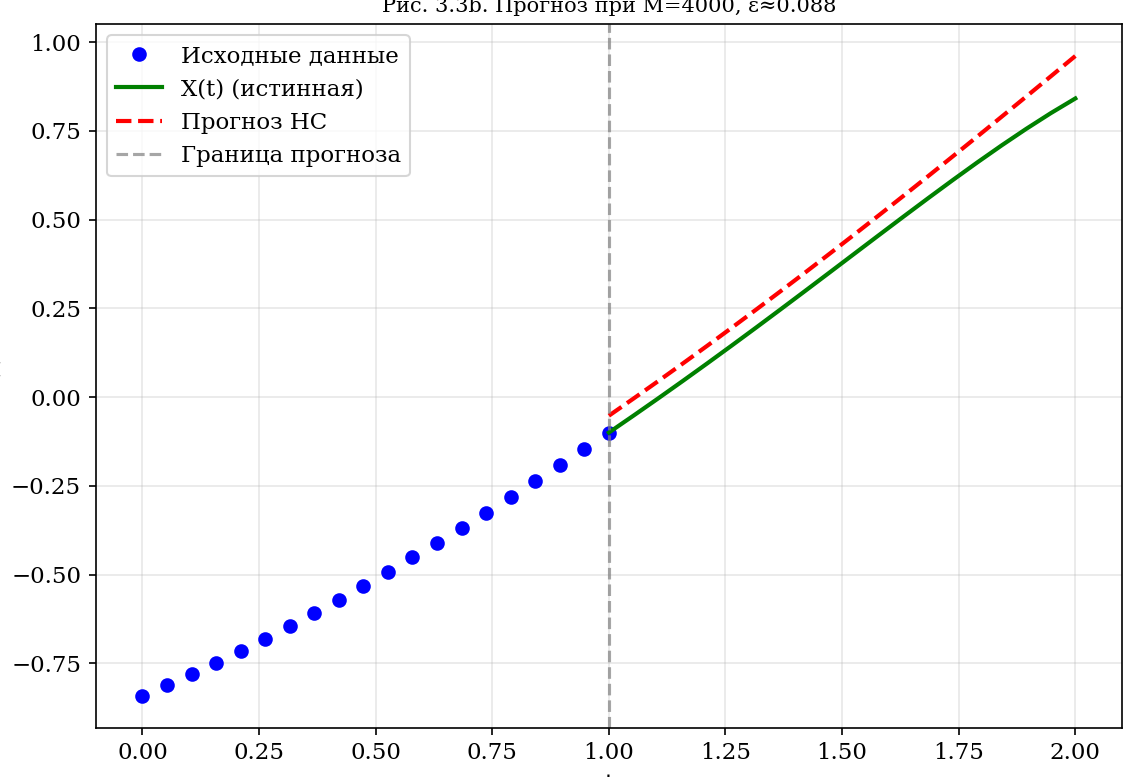 Рис. 3.3b. Прогноз при M=4000, ε≈0.088
Исходные данные
X(t) (истинная)
Прогноз НС
Граница прогноза
1.00
0.75
0.50
0.25
0.00
−0.25
−0.50
−0.75
0.00 0.25 0.50 0.75 1.00 1.25 1.50 1.75 2.00